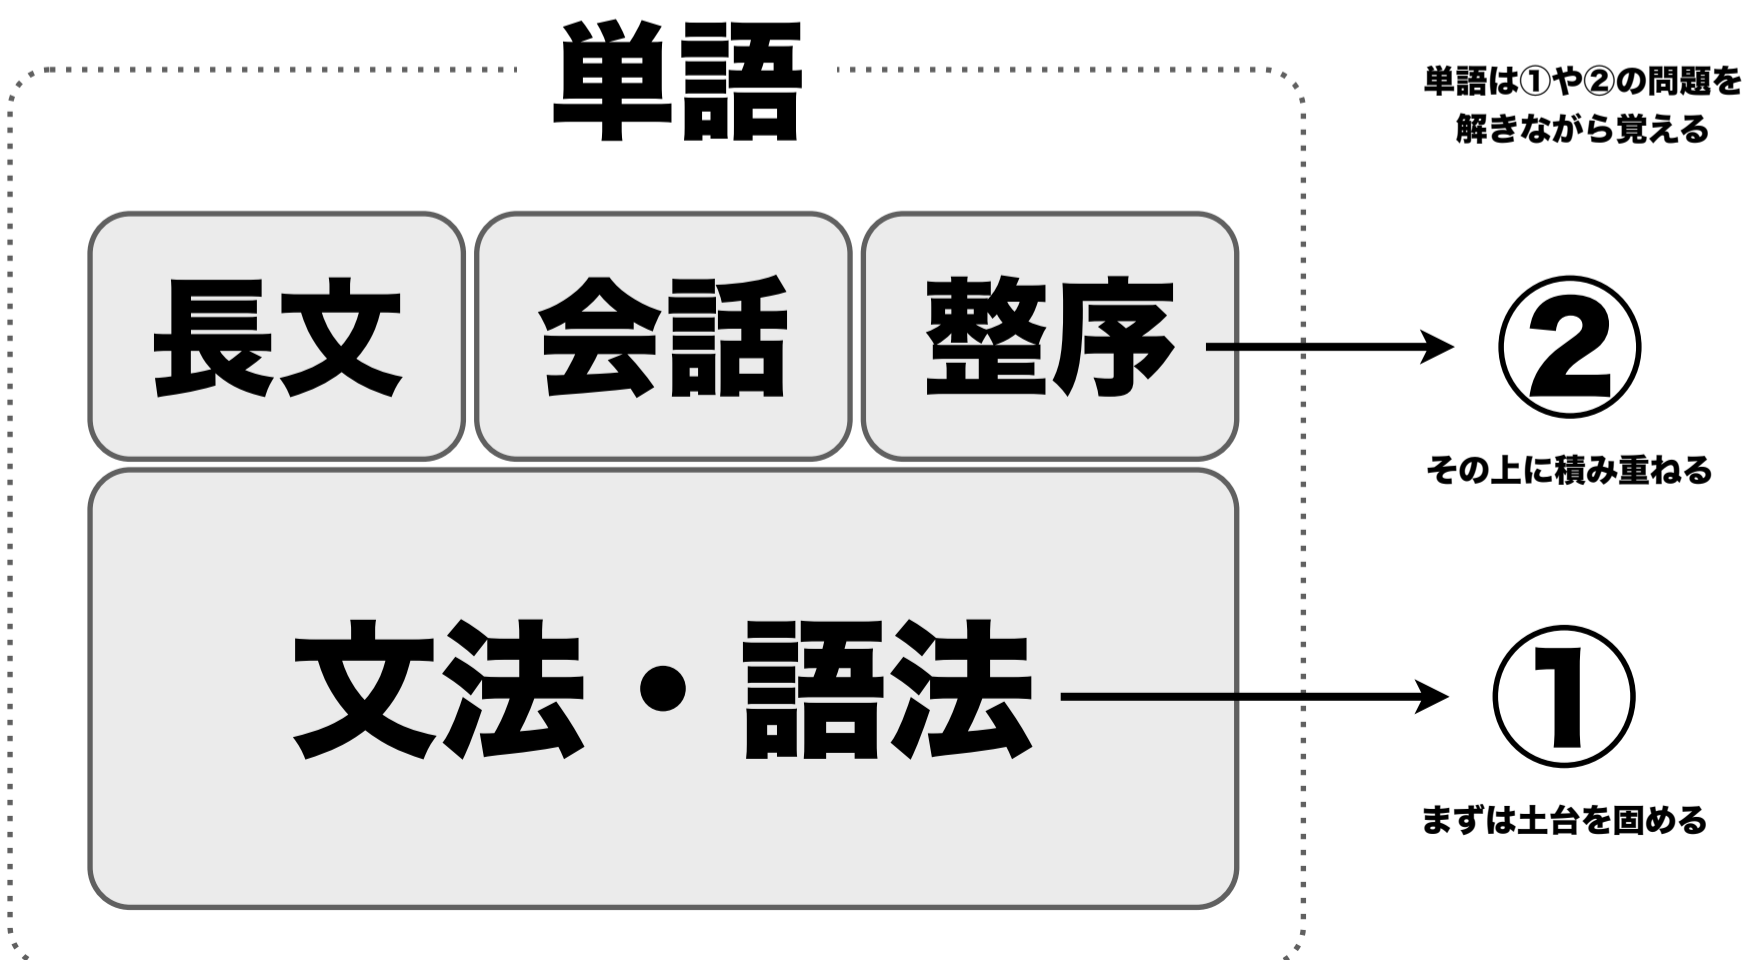 単語
単語は①や②の問題を
解きながら覚える
長文
会話
整序
②
その上に積み重ねる
文法・語法
①
まずは土台を固める